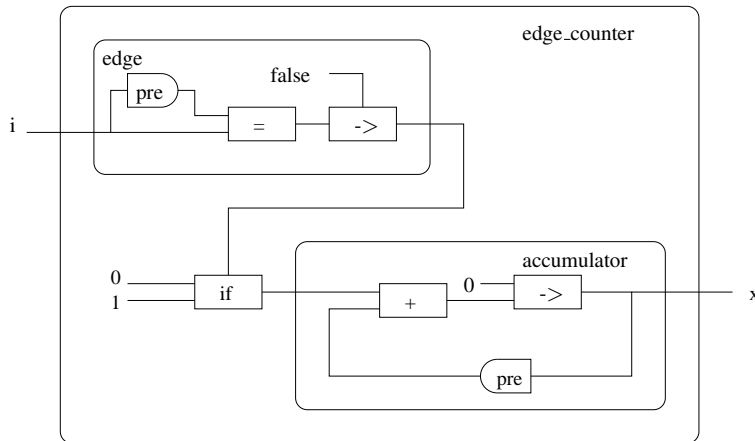 edge_counter
edge
false
pre
i
=
->
0
accumulator
1
if
0
->
+
x
pre